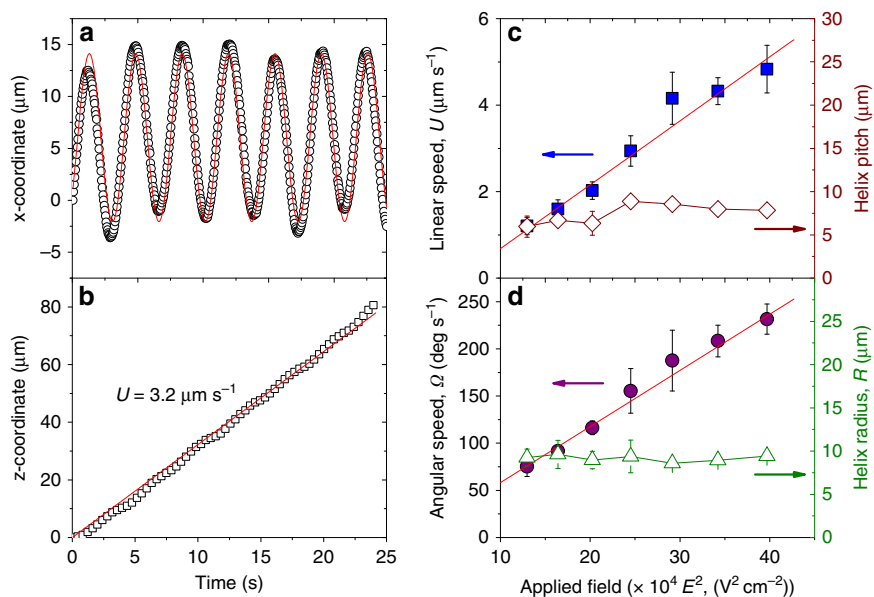 a
15
10
5
0
–5
x-coordinate (μm)
b
80
60
40
20
0
z-coordinate (μm)
U = 3.2 μm s⁻¹
0 5 10 15 20 25
Time (s)
c
6
4
2
0
Linear speed, U (μm s⁻¹)
30
25
20
15
10
5
0
Helix pitch (μm)
d
250
200
150
100
50
0
Angular speed, Ω (deg s⁻¹)
25
20
15
10
5
0
Helix radius, R (μm)
10 20 30 40
Applied field (× 10⁴ E², (V² cm⁻²))